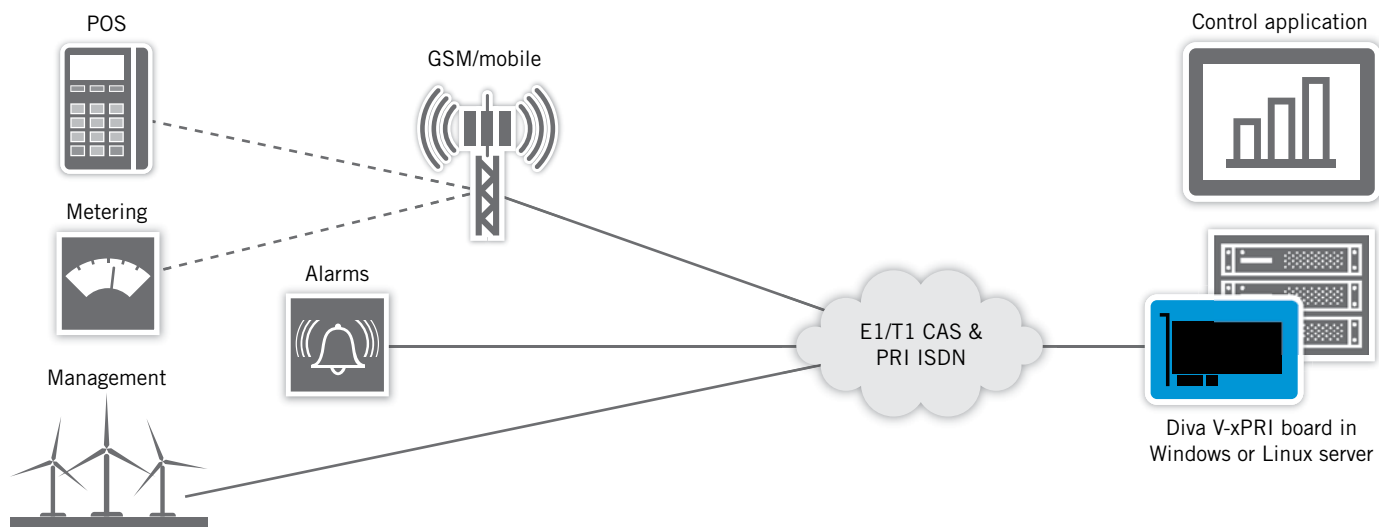 POS
GSM/mobile
Control application
Metering
Alarms
E1/T1 CAS &
PRI ISDN
Management
Diva V-xPRI board in
Windows or Linux server